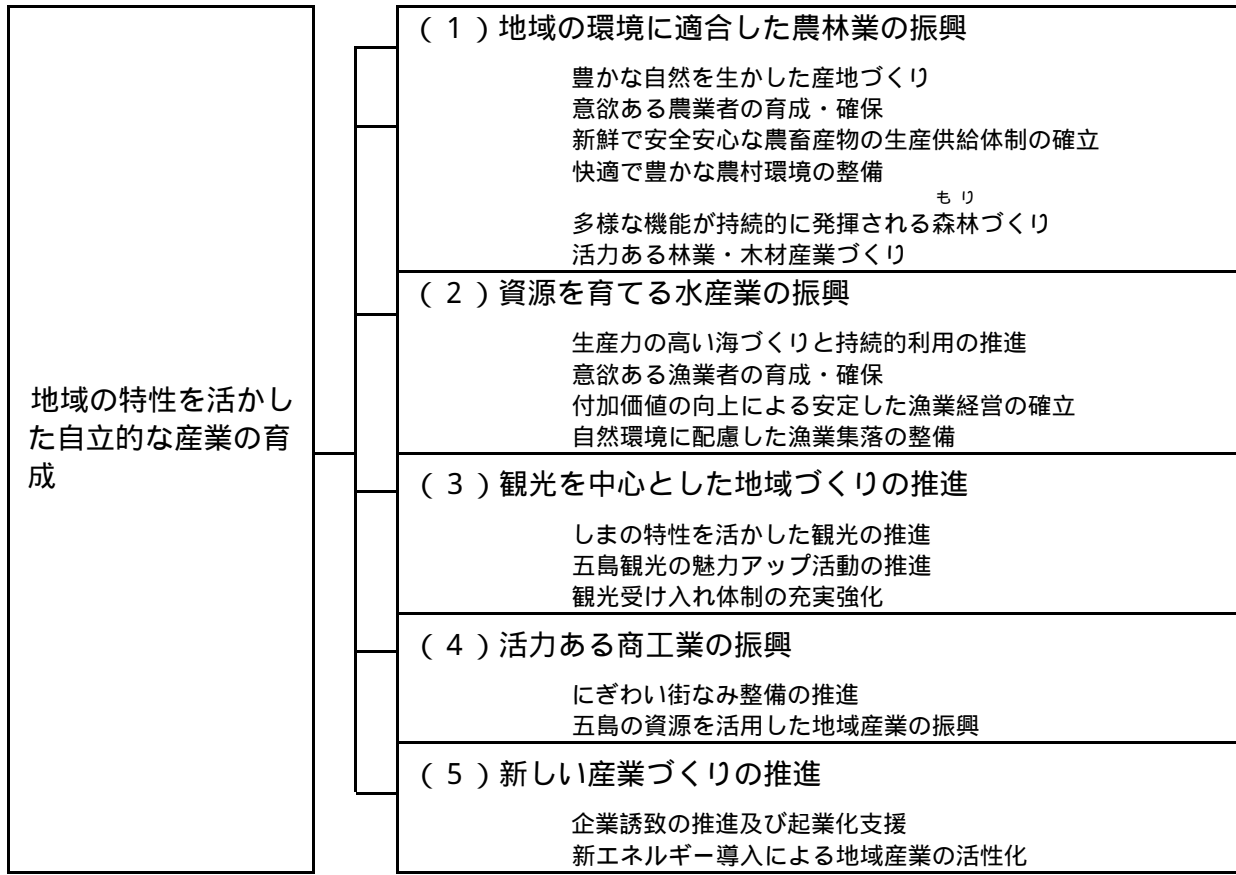 地域の特性を活かし
た自立的な産業の育
成
(1)地域の環境に適合した農林業の振興
豊かな自然を生かした産地づくり
意欲ある農業者の育成・確保
新鮮で安全安心な農畜産物の生産供給体制の確立
快適で豊かな農村環境の整備
もり
多様な機能が持続的に発揮される森林づくり
活力ある林業・木材産業づくり
(2)資源を育てる水産業の振興
生産力の高い海づくりと持続的利用の推進
意欲ある漁業者の育成・確保
付加価値の向上による安定した漁業経営の確立
自然環境に配慮した漁業集落の整備
(3)観光を中心とした地域づくりの推進
しまの特性を活かした観光の推進
五島観光の魅力アップ活動の推進
観光受け入れ体制の充実強化
(4)活力ある商工業の振興
にぎわい街なみ整備の推進
五島の資源を活用した地域産業の振興
(5)新しい産業づくりの推進
企業誘致の推進及び起業化支援
新エネルギー導入による地域産業の活性化